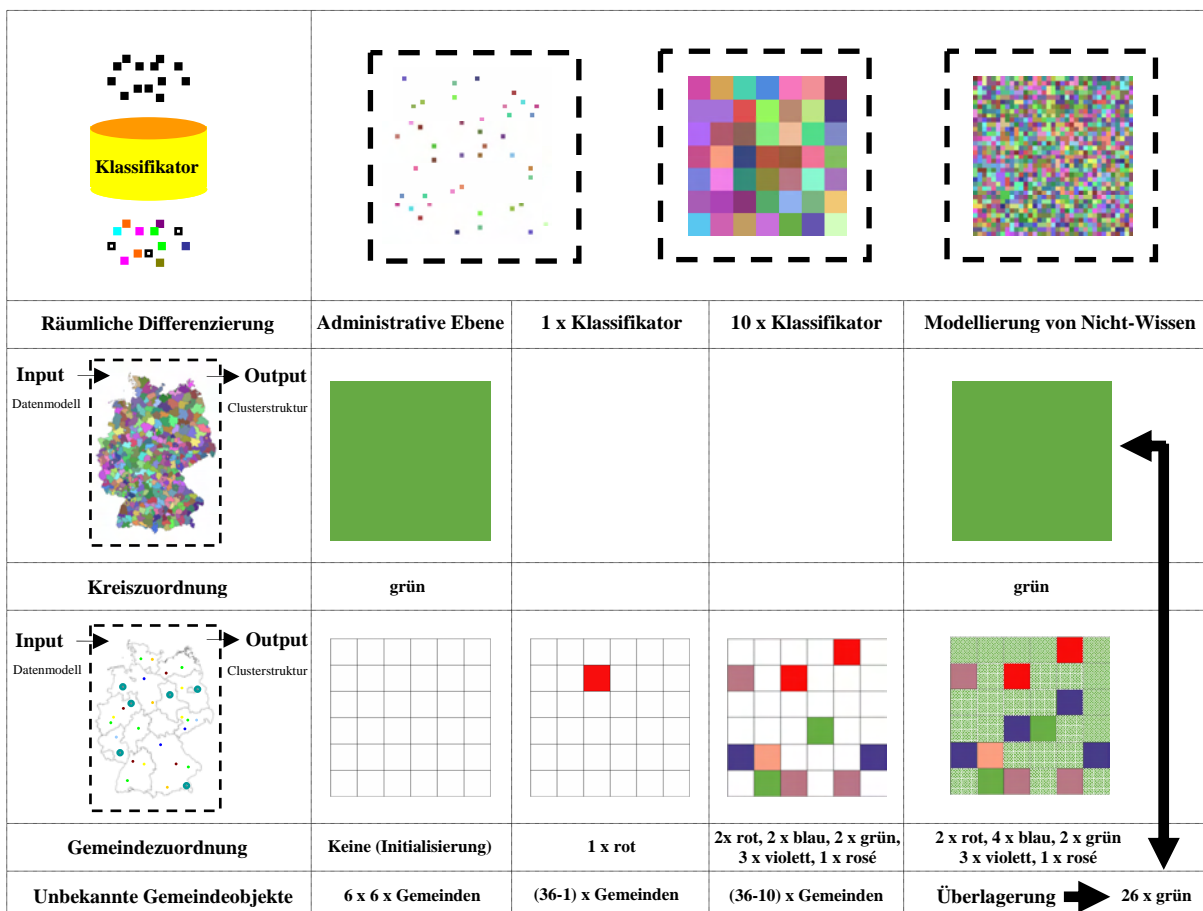 Klassifikator
Räumliche Differenzierung
Administrative Ebene
1 x Klassifikator
10 x Klassifikator
Modellierung von Nicht-Wissen
Input
Output
Datenmodell
Clusterstruktur
Kreiszuordnung
grün
grün
Input
Output
Datenmodell
Clusterstruktur
Gemeindezuordnung
Keine (Initialisierung)
1 x rot
2x rot, 2 x blau, 2 x grün,
3 x violett, 1 x rosé
2 x rot, 4 x blau, 2 x grün
3 x violett, 1 x rosé
Unbekannte Gemeindeobjekte
6 x 6 x Gemeinden
(36-1) x Gemeinden
(36-10) x Gemeinden
Überlagerung
26 x grün